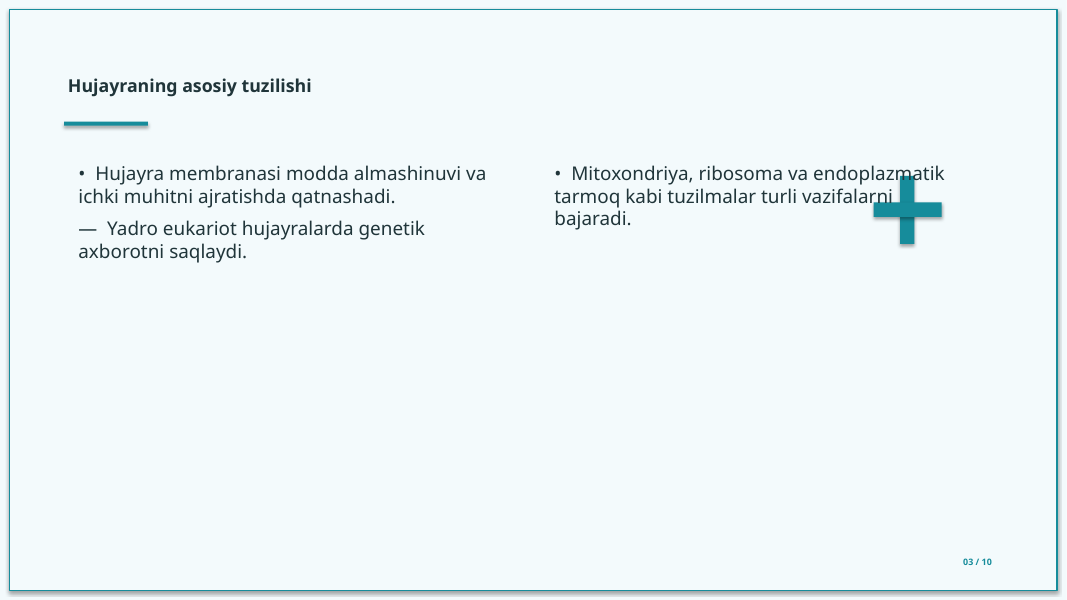 Hujayraning asosiy tuzilishi
• Hujayra membranasi modda almashinuvi va
ichki muhitni ajratishda qatnashadi.
— Yadro eukariot hujayralarda genetik
axborotni saqlaydi.
• Mitoxondriya, ribosoma va endoplazmatik
tarmoq kabi tuzilmalar turli vazifalarni
bajaradi.
03 / 10